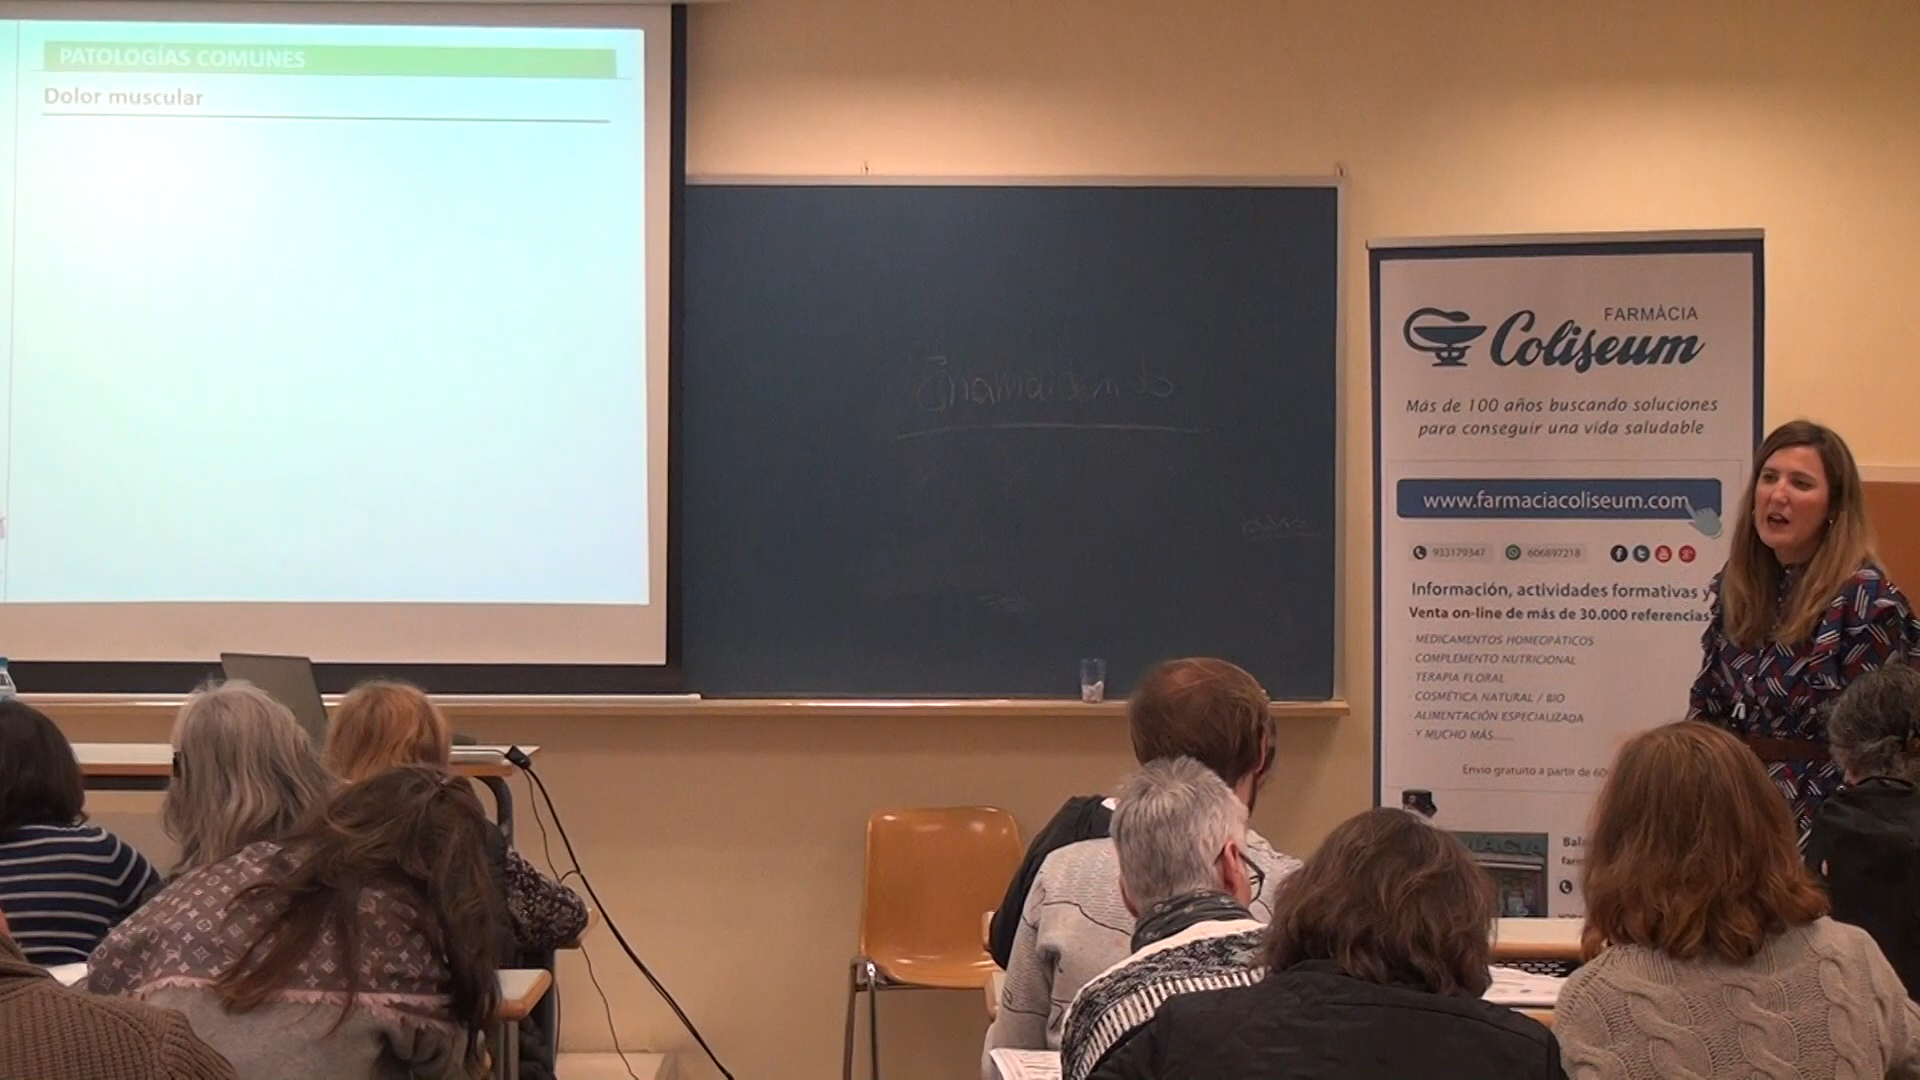 PATOLOGÍAS COMUNES
Dolor muscular
FARMÀCIA
Coliseum
Más de 100 años buscando soluciones
para conseguir una vida saludable
www.farmaciacoliseum.com
933179347 606897218
Información, actividades formativas y
Venta on-line de más de 30.000 referencias
- MEDICAMENTOS HOMEOPÁTICOS
- COMPLEMENTO NUTRICIONAL
- TERAPIA FLORAL
- COSMÉTICA NATURAL / BIO
- ALIMENTACIÓN ESPECIALIZADA
- Y MUCHO MÁS......
Envío gratuito a partir de 60